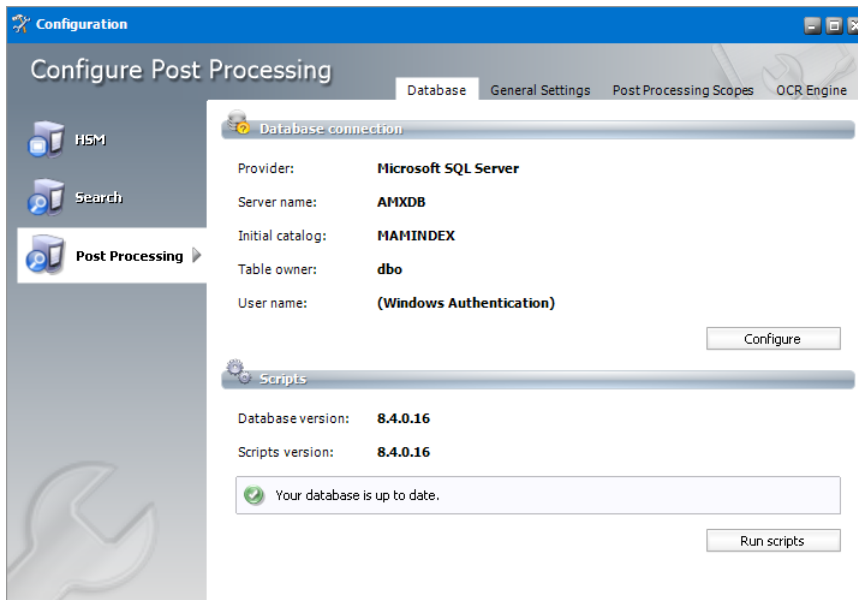 Configuration
Configure Post Processing
Database General Settings Post Processing Scopes OCR Engine
HSM
Search
Post Processing
Database connection
Provider: Microsoft SQL Server
Server name: AMXDB
Initial catalog: MAMINDEX
Table owner: dbo
User name: (Windows Authentication)
Configure
Scripts
Database version: 8.4.0.16
Scripts version: 8.4.0.16
Your database is up to date.
Run scripts